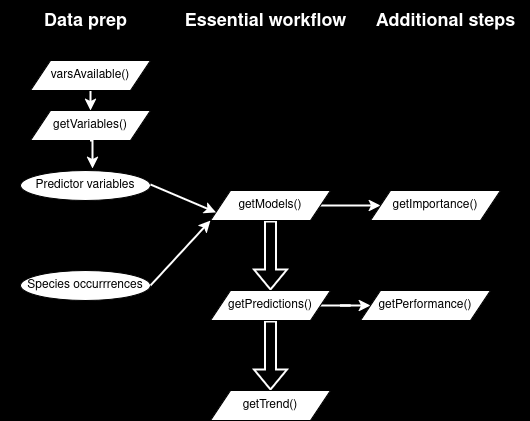 Data prep
Essential workflow
Additional steps
varsAvailable()
getVariables()
Predictor variables
getModels()
getImportance()
Species occurrrences
getPredictions()
getPerformance()
getTrend()